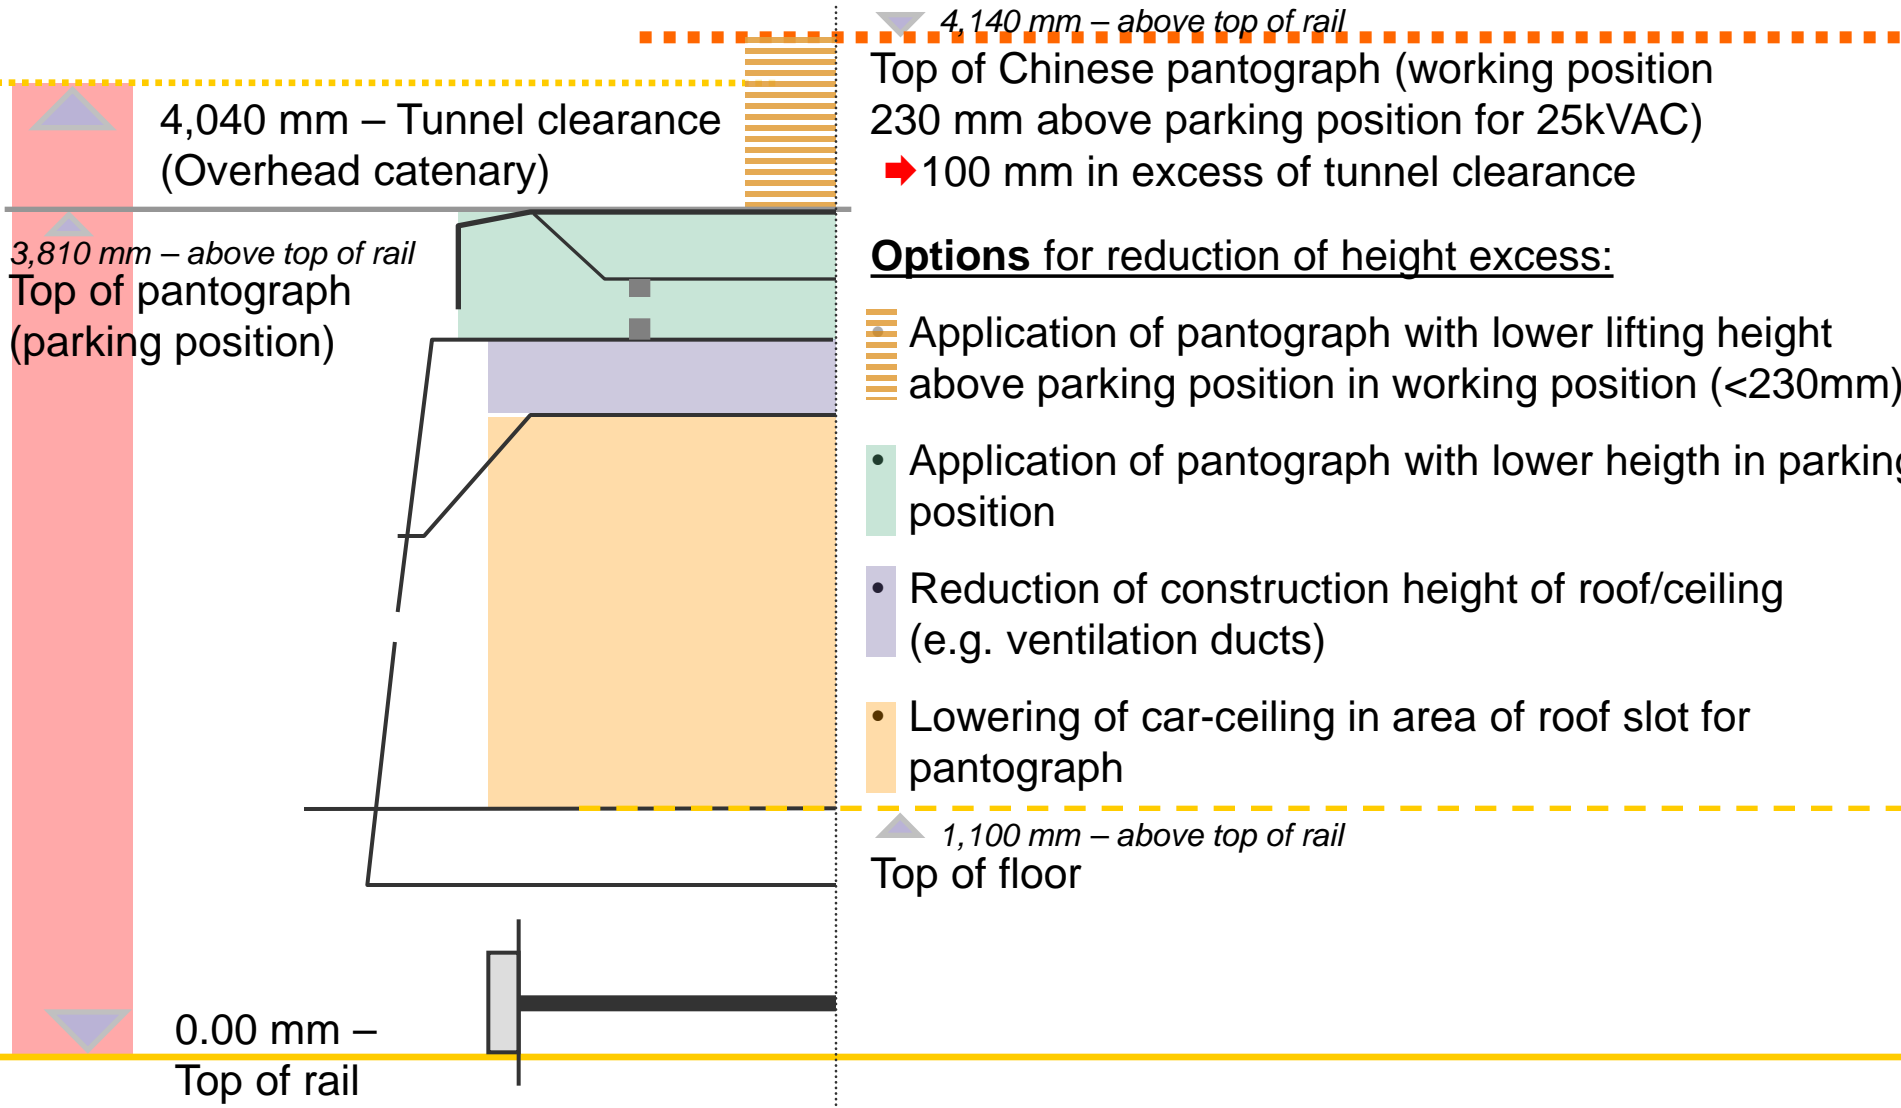 4,140 mm – above top of rail
Top of Chinese pantograph (working position
230 mm above parking position for 25kVAC)
100 mm in excess of tunnel clearance
4,040 mm – Tunnel clearance
(Overhead catenary)
3,810 mm – above top of rail
Top of pantograph
(parking position)
Options for reduction of height excess:
• Application of pantograph with lower lifting height
above parking position in working position (<230mm)
• Application of pantograph with lower heigth in parking
position
• Reduction of construction height of roof/ceiling
(e.g. ventilation ducts)
• Lowering of car-ceiling in area of roof slot for
pantograph
1,100 mm – above top of rail
Top of floor
0.00 mm –
Top of rail